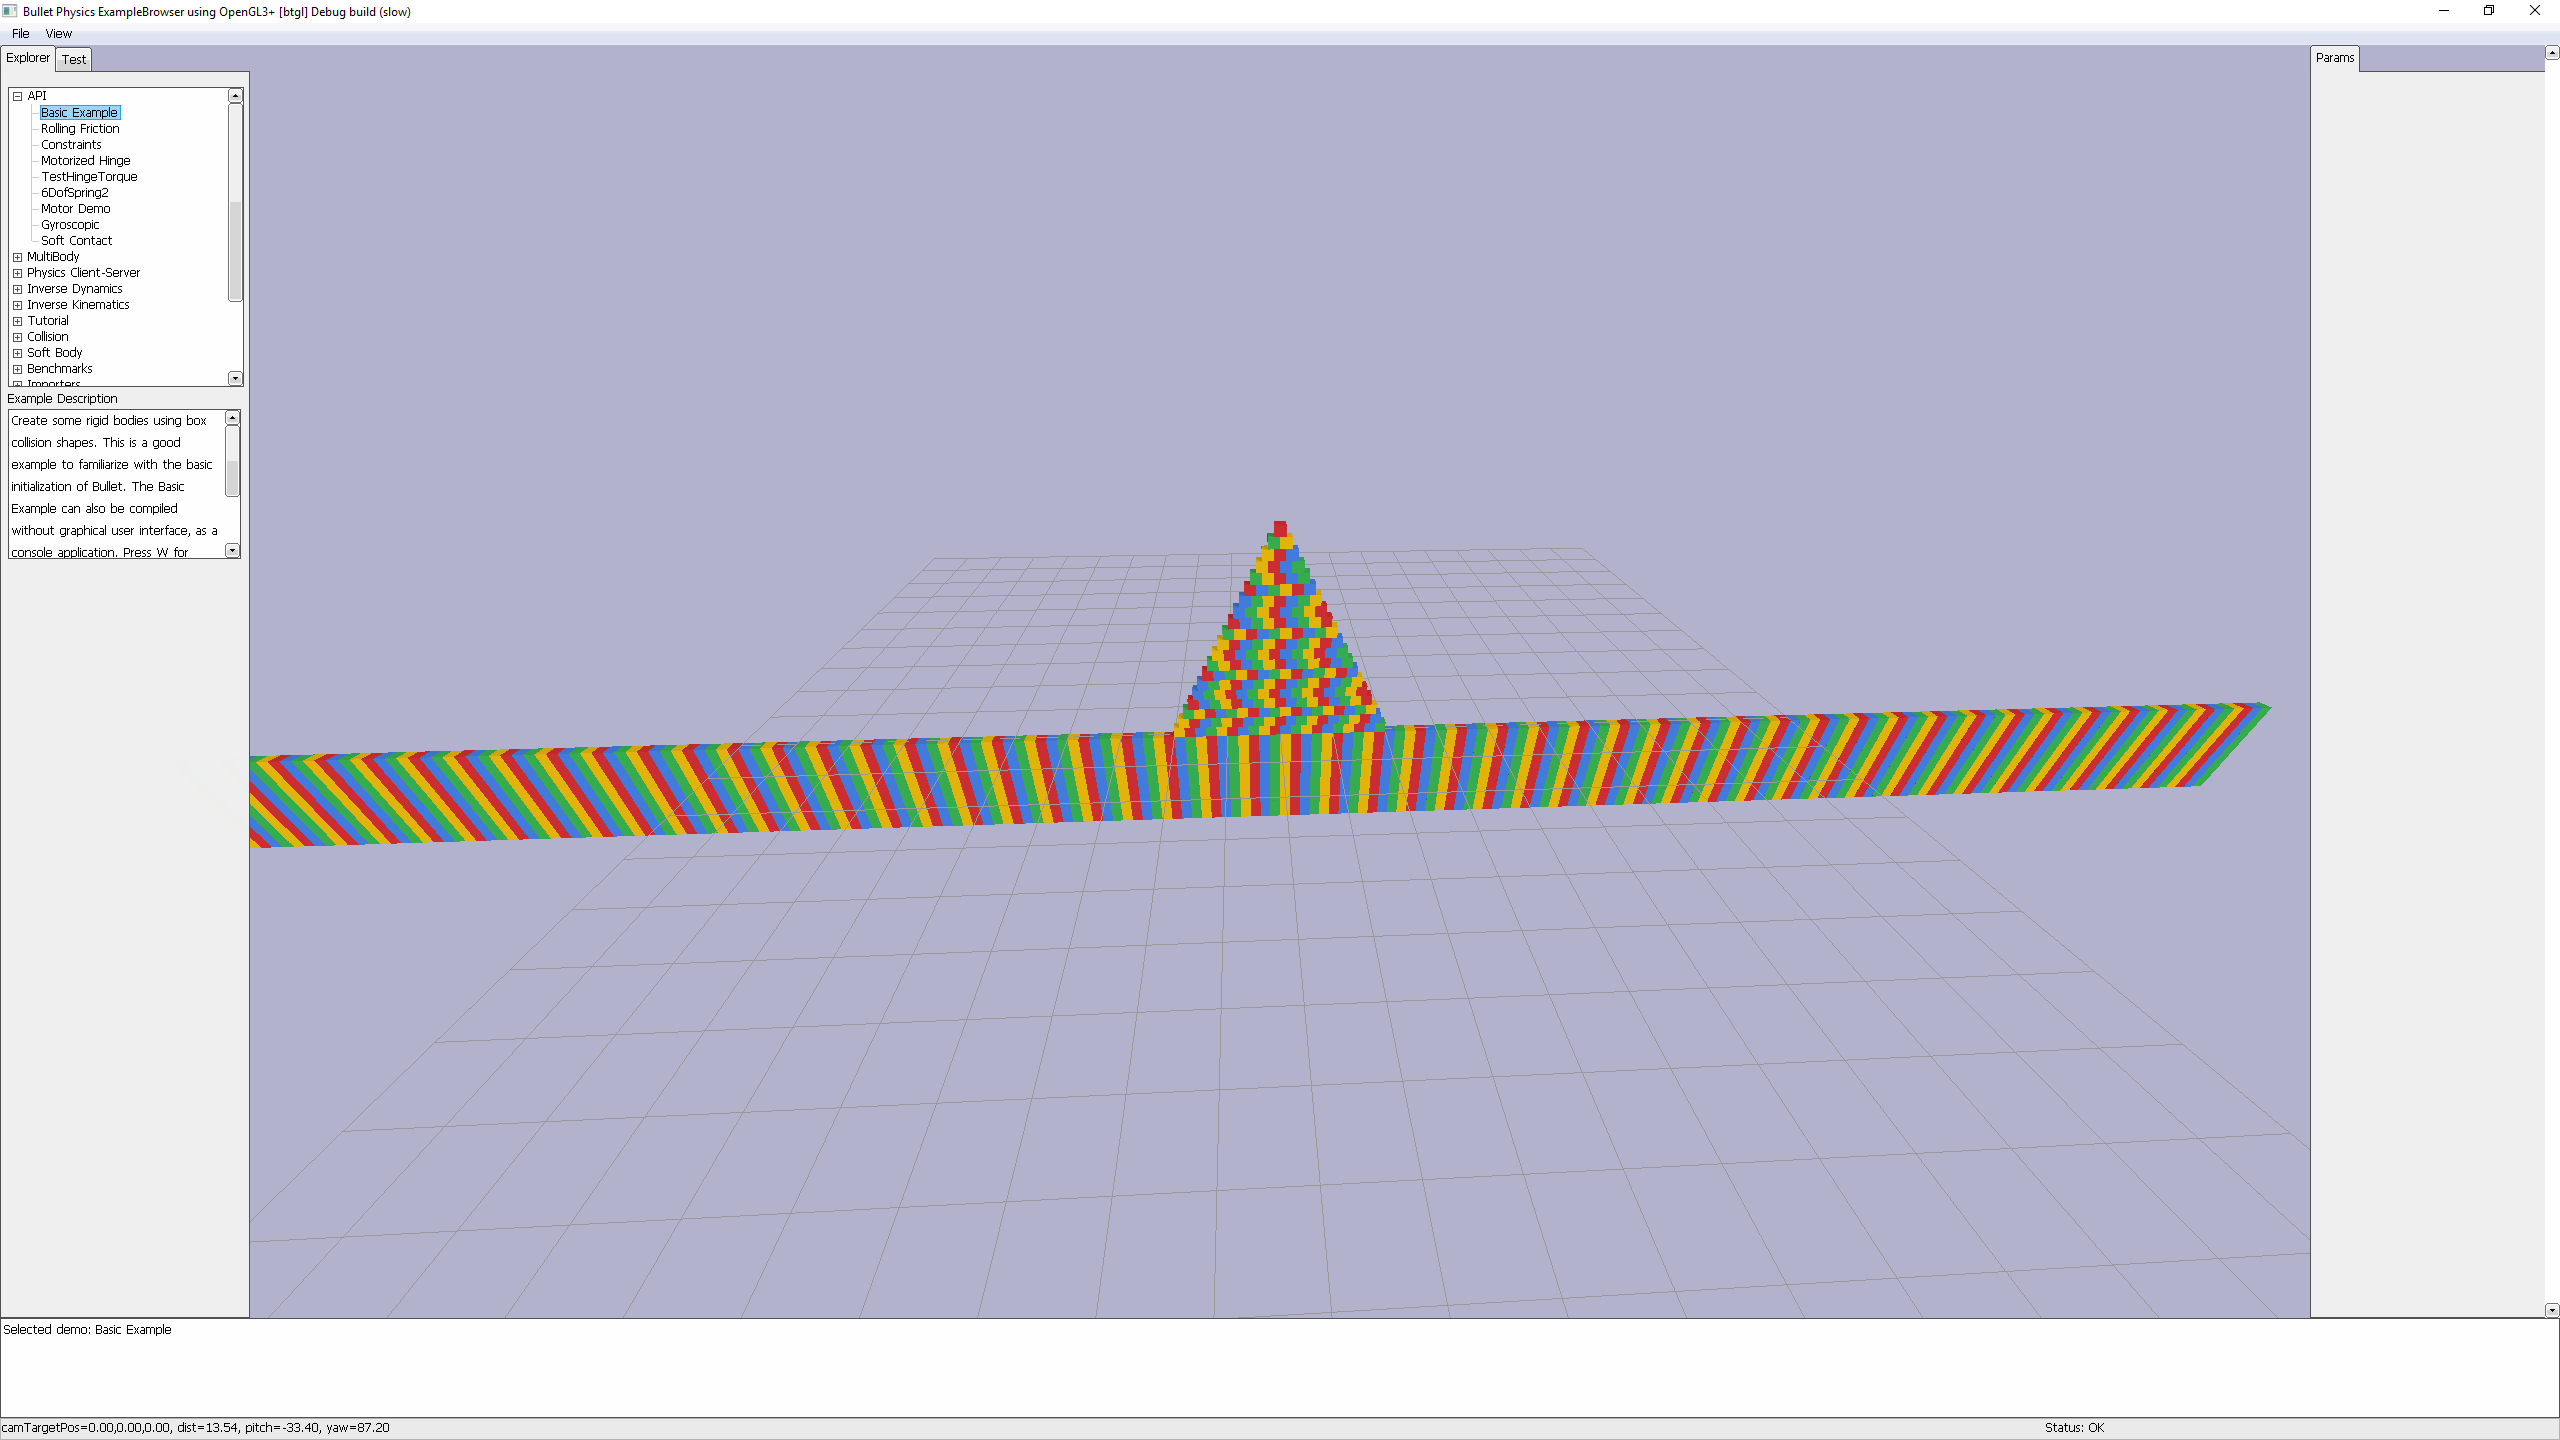 Bullet Physics ExampleBrowser using OpenGL3+ [btgl] Debug build (slow)
File View
Explorer Test
Params
API
Basic Example
Rolling Friction
Constraints
Motorized Hinge
TestHingeTorque
6DofSpring2
Motor Demo
Gyroscopic
Soft Contact
MultiBody
Physics Client-Server
Inverse Dynamics
Inverse Kinematics
Tutorial
Collision
Soft Body
Benchmarks
Importers
Example Description
Create some rigid bodies using box
collision shapes. This is a good
example to familiarize with the basic
initialization of Bullet. The Basic
Example can also be compiled
without graphical user interface, as a
console application. Press W for
Selected demo: Basic Example
camTargetPos=0.00,0.00,0.00, dist=13.54, pitch=-33.40, yaw=87.20
Status: OK